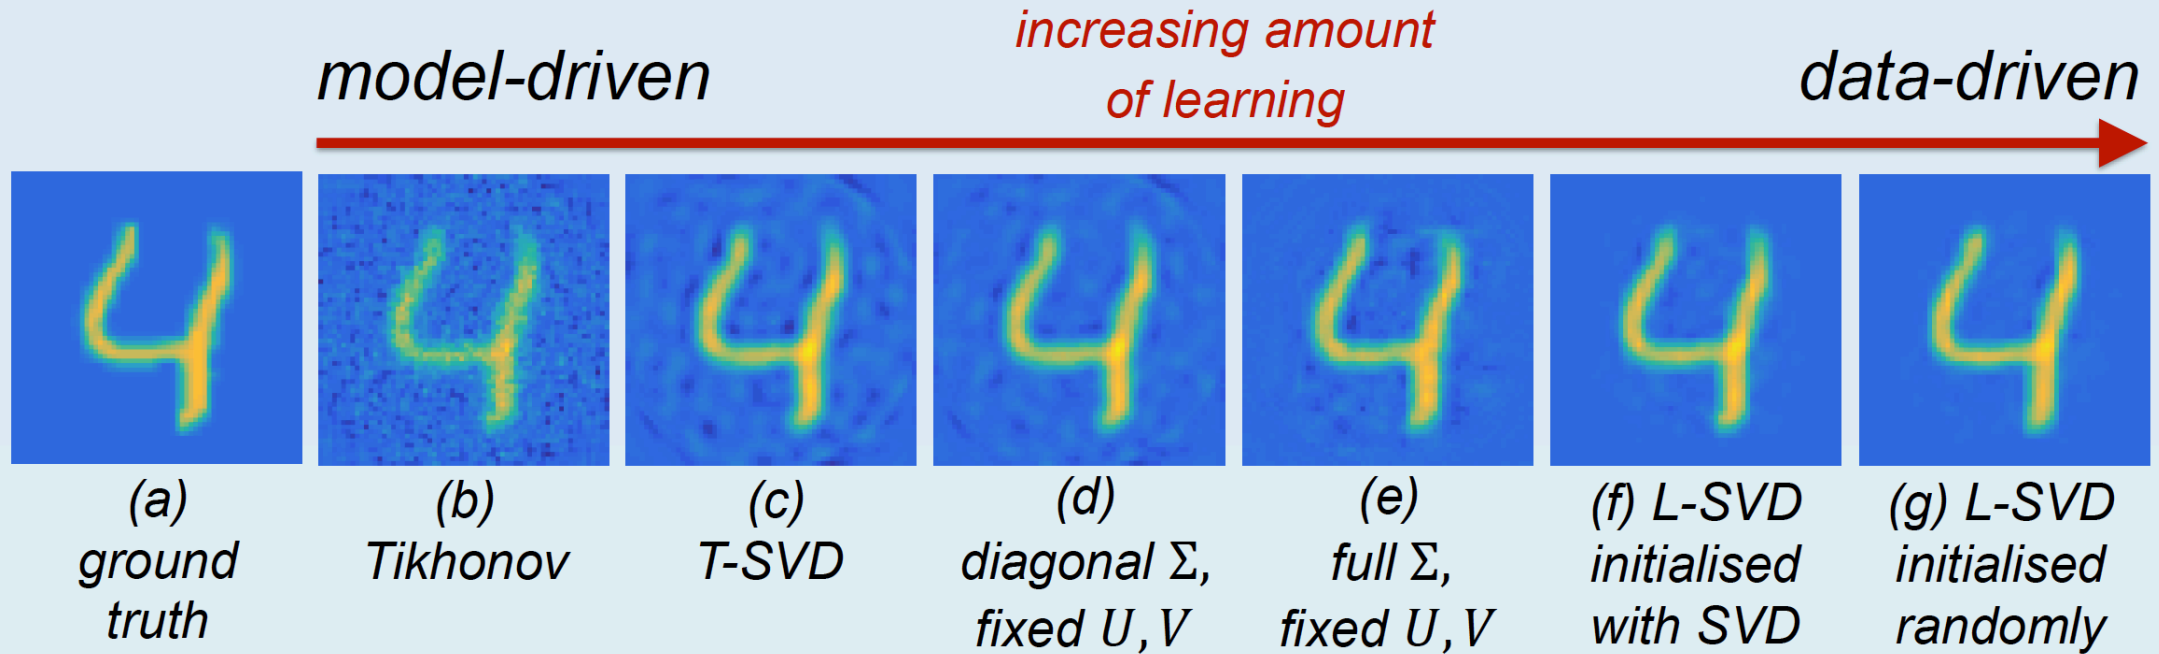 increasing amount
of learning
model-driven
data-driven
(a)
ground
truth
(b)
Tikhonov
(c)
T-SVD
(d)
diagonal Σ,
fixed U, V
(e)
full Σ,
fixed U, V
(f) L-SVD
initialised
with SVD
(g) L-SVD
initialised
randomly